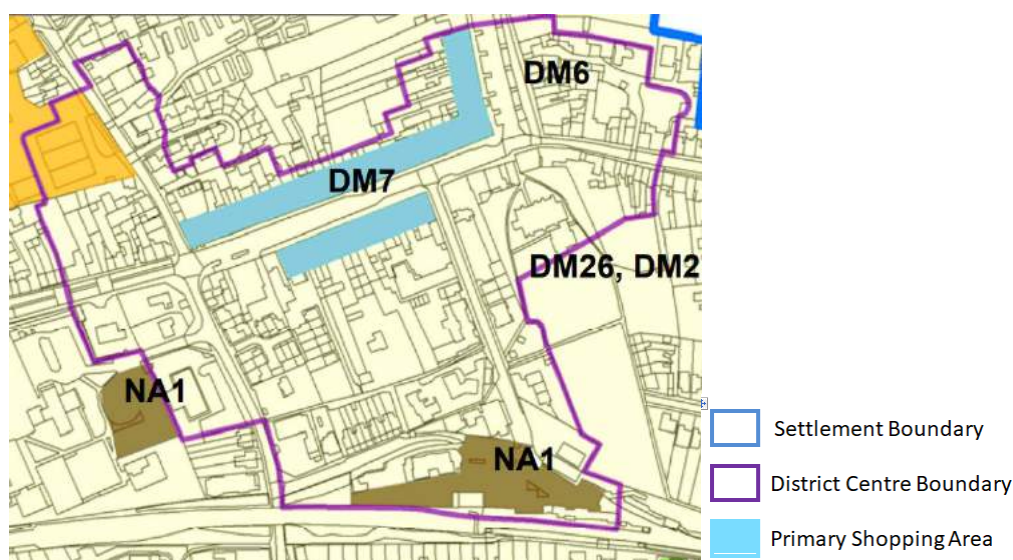 DM6
DM7
DM26, DM2
NA1
NA1
Settlement Boundary
District Centre Boundary
Primary Shopping Area